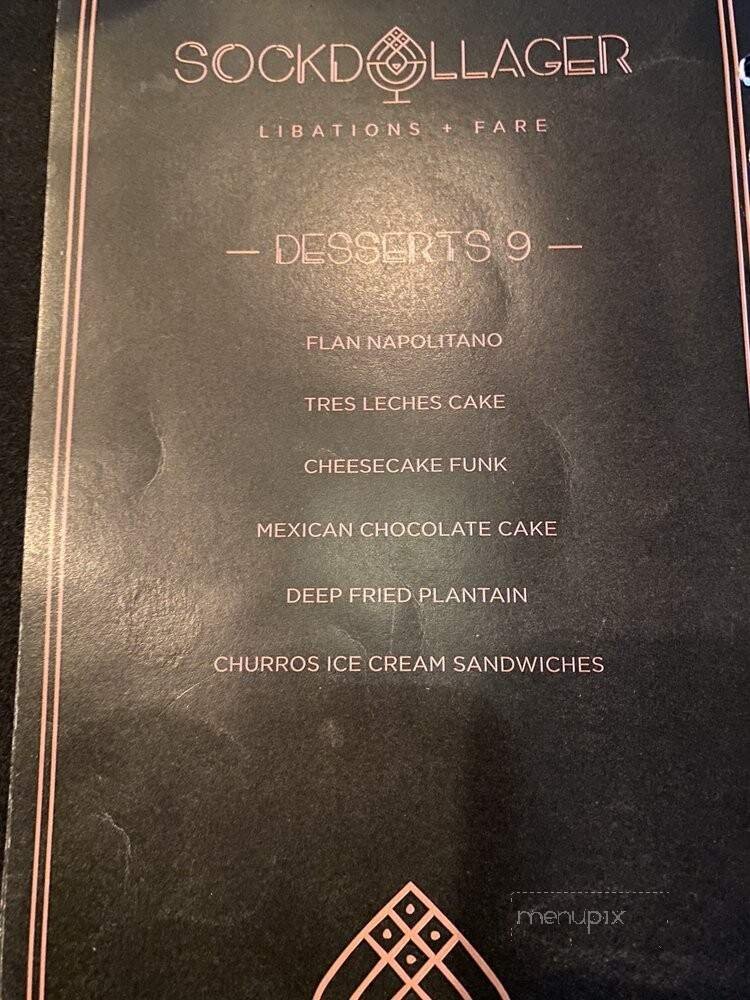 SOCKDOLLAGER
LIBATIONS + FARE
— DESSERTS 9 —
FLAN NAPOLITANO
TRES LECHES CAKE
CHEESECAKE FUNK
MEXICAN CHOCOLATE CAKE
DEEP FRIED PLANTAIN
CHURROS ICE CREAM SANDWICHES
menupix